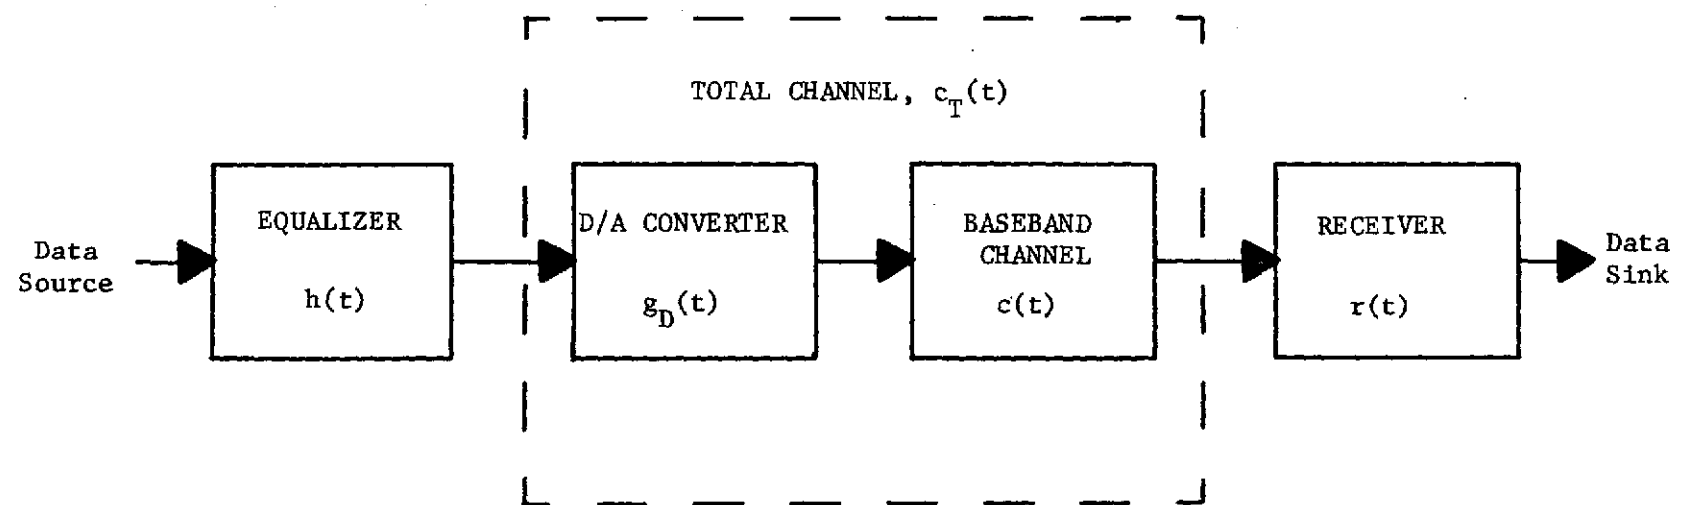 TOTAL CHANNEL, c_T(t)
Data
Source
EQUALIZER
h(t)
D/A CONVERTER
g_D(t)
BASEBAND
CHANNEL
c(t)
RECEIVER
r(t)
Data
Sink